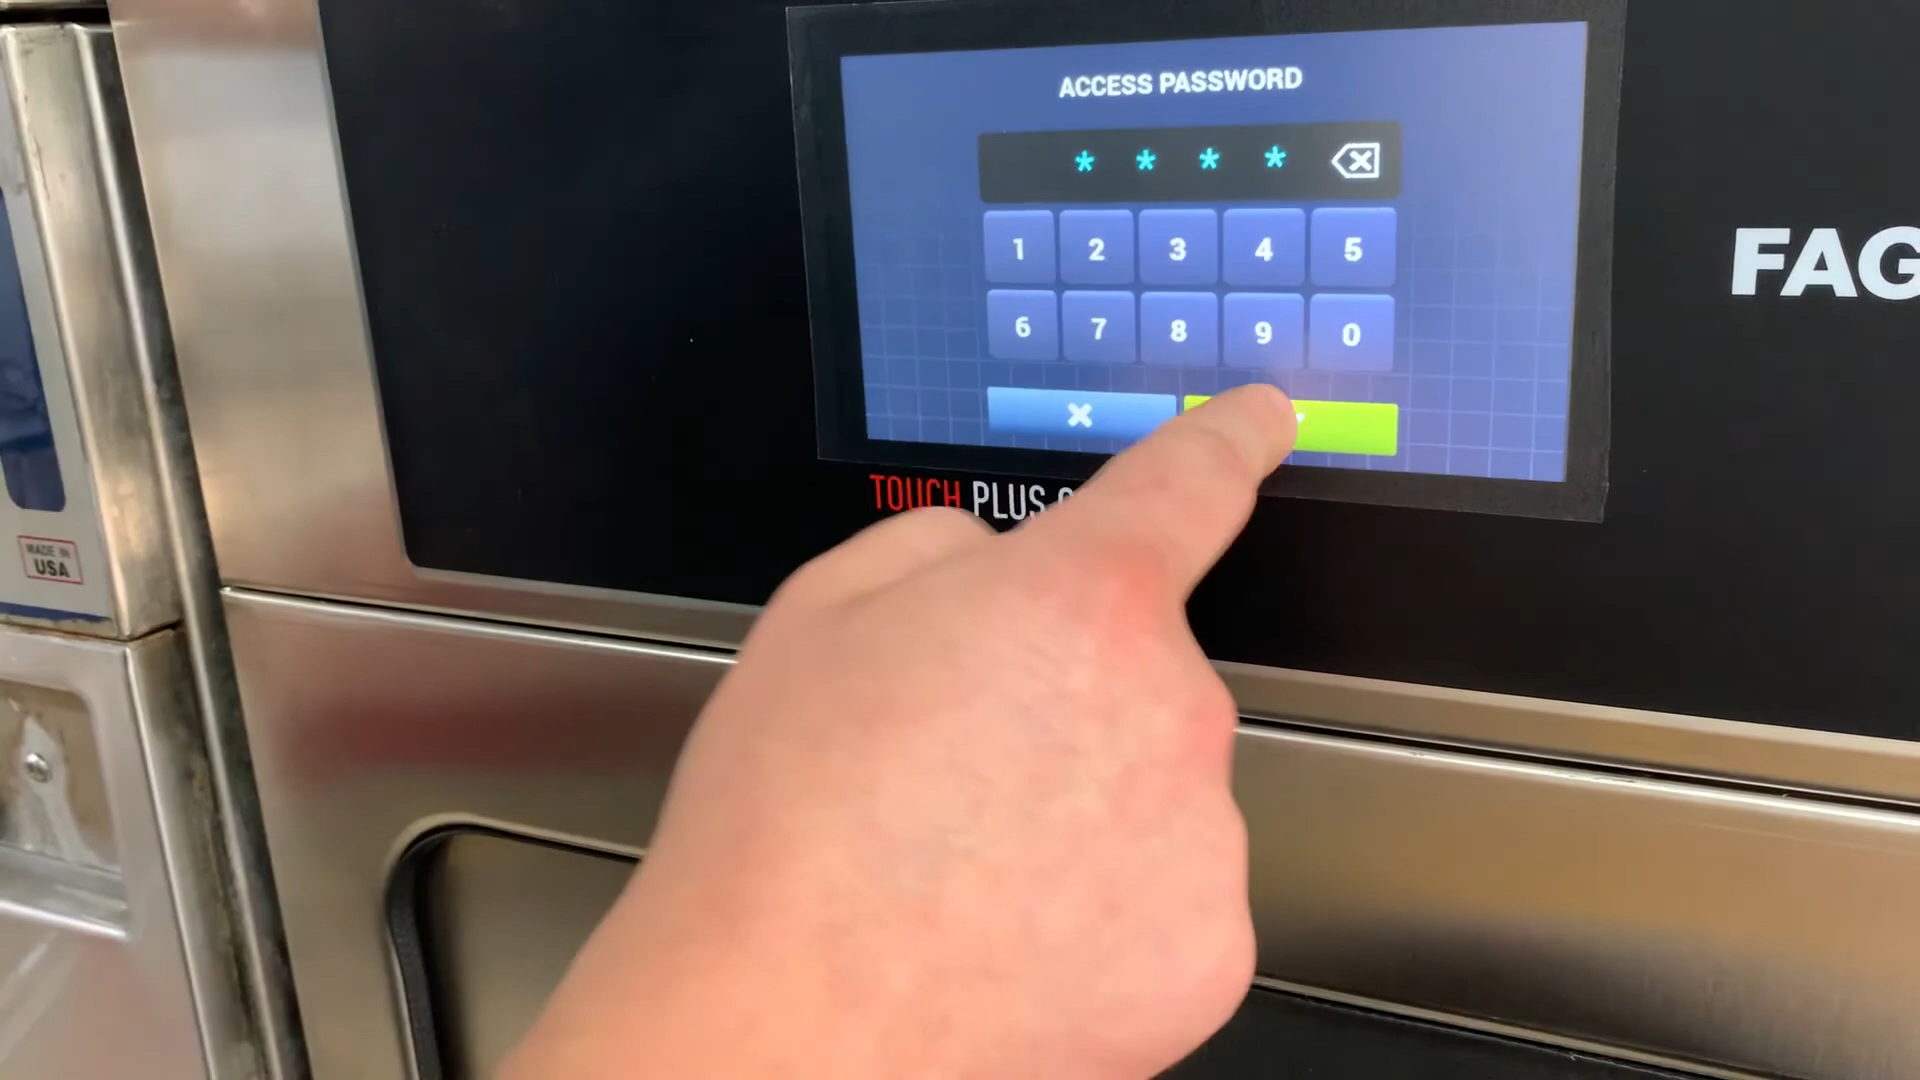 ACCESS PASSWORD
* * * *
1 2 3 4 5
6 7 8 9 0
FAG
TOUCH PLUS
MADE IN
USA